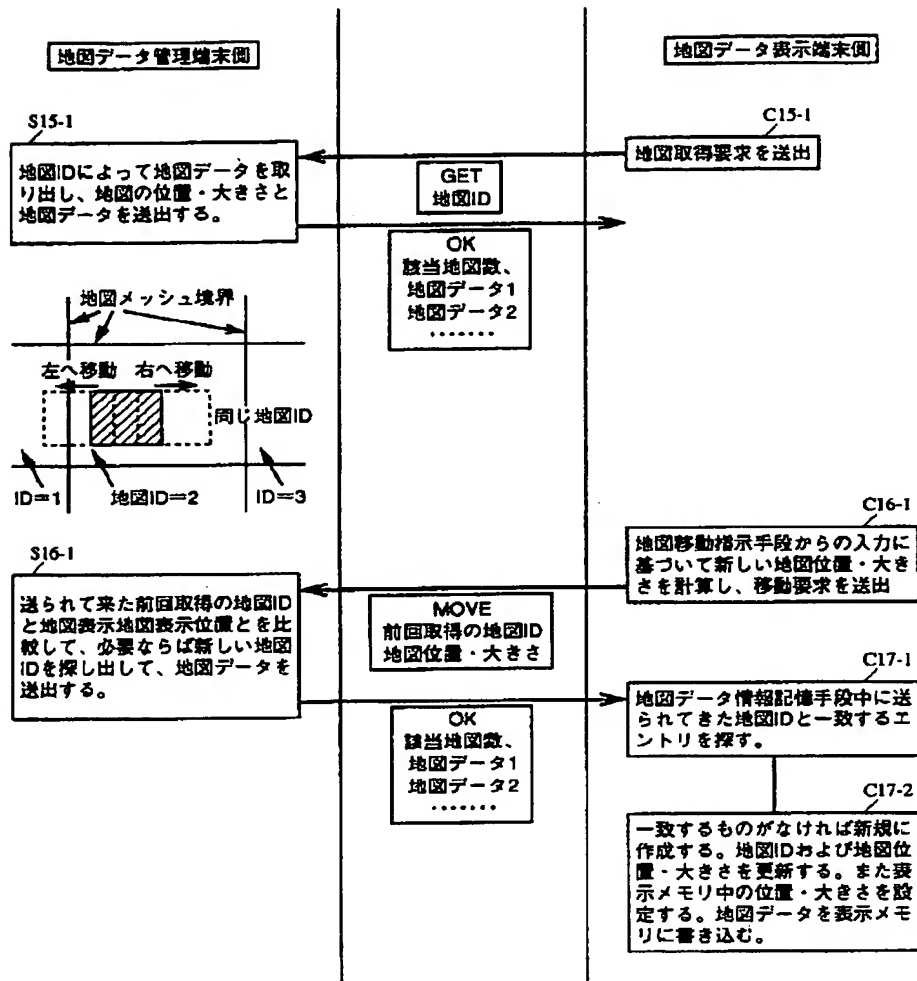 地図データ管理端末側
地図データ表示端末側
C15-1
地図取得要求を送出
GET
地図ID
S15-1
地図IDによって地図データを取
り出し、地図の位置・大きさと
地図データを送出する。
OK
該当地図数、
地図データ1
地図データ2
‥‥‥‥
地図メッシュ境界
左へ移動
右へ移動
同じ地図ID
ID=1
地図ID=2
ID=3
C16-1
地図移動指示手段からの入力に
基づいて新しい地図位置・大き
さを計算し、移動要求を送出
MOVE
前回取得の地図ID
地図位置・大きさ
S16-1
送られて来た前回取得の地図ID
と地図表示地図表示位置とを比
較して、必要ならば新しい地図
IDを探し出して、地図データを
送出する。
OK
該当地図数、
地図データ1
地図データ2
‥‥‥‥
C17-1
地図データ情報記憶手段中に送
られてきた地図IDと一致するエ
ントリを探す。
C17-2
一致するものがなければ新規に
作成する。地図IDおよび地図位
置・大きさを更新する。また表
示メモリ中の位置・大きさを設
定する。地図データを表示メモ
リに書き込む。